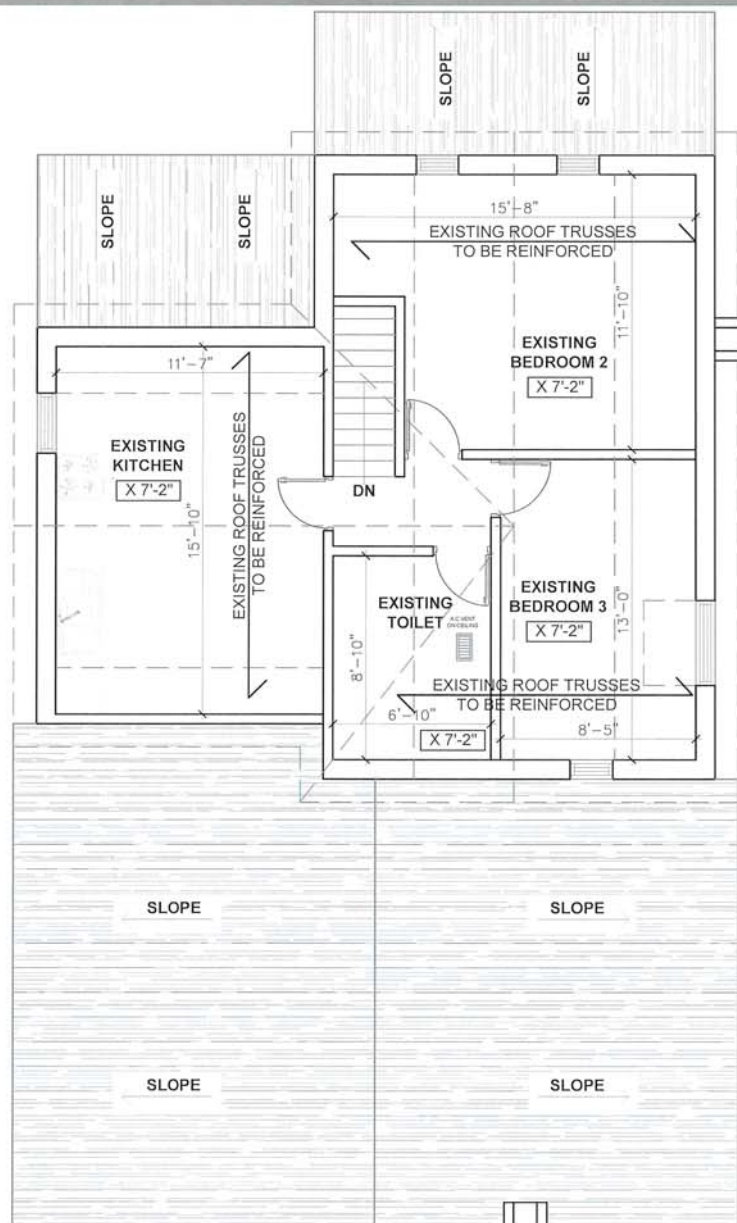 SLOPE
SLOPE
SLOPE
SLOPE
15'-8"
EXISTING ROOF TRUSSES
TO BE REINFORCED
11'-10"
EXISTING
BEDROOM 2
X 7'-2"
11'-7"
EXISTING ROOF TRUSSES
TO BE REINFORCED
EXISTING
KITCHEN
X 7'-2"
15'-10"
DN
EXISTING
TOILET
A-C VENT
ON CEILING
8'-10"
6'-10"
X 7'-2"
EXISTING
BEDROOM 3
X 7'-2"
13'-0"
EXISTING ROOF TRUSSES
TO BE REINFORCED
8'-5"
SLOPE
SLOPE
SLOPE
SLOPE